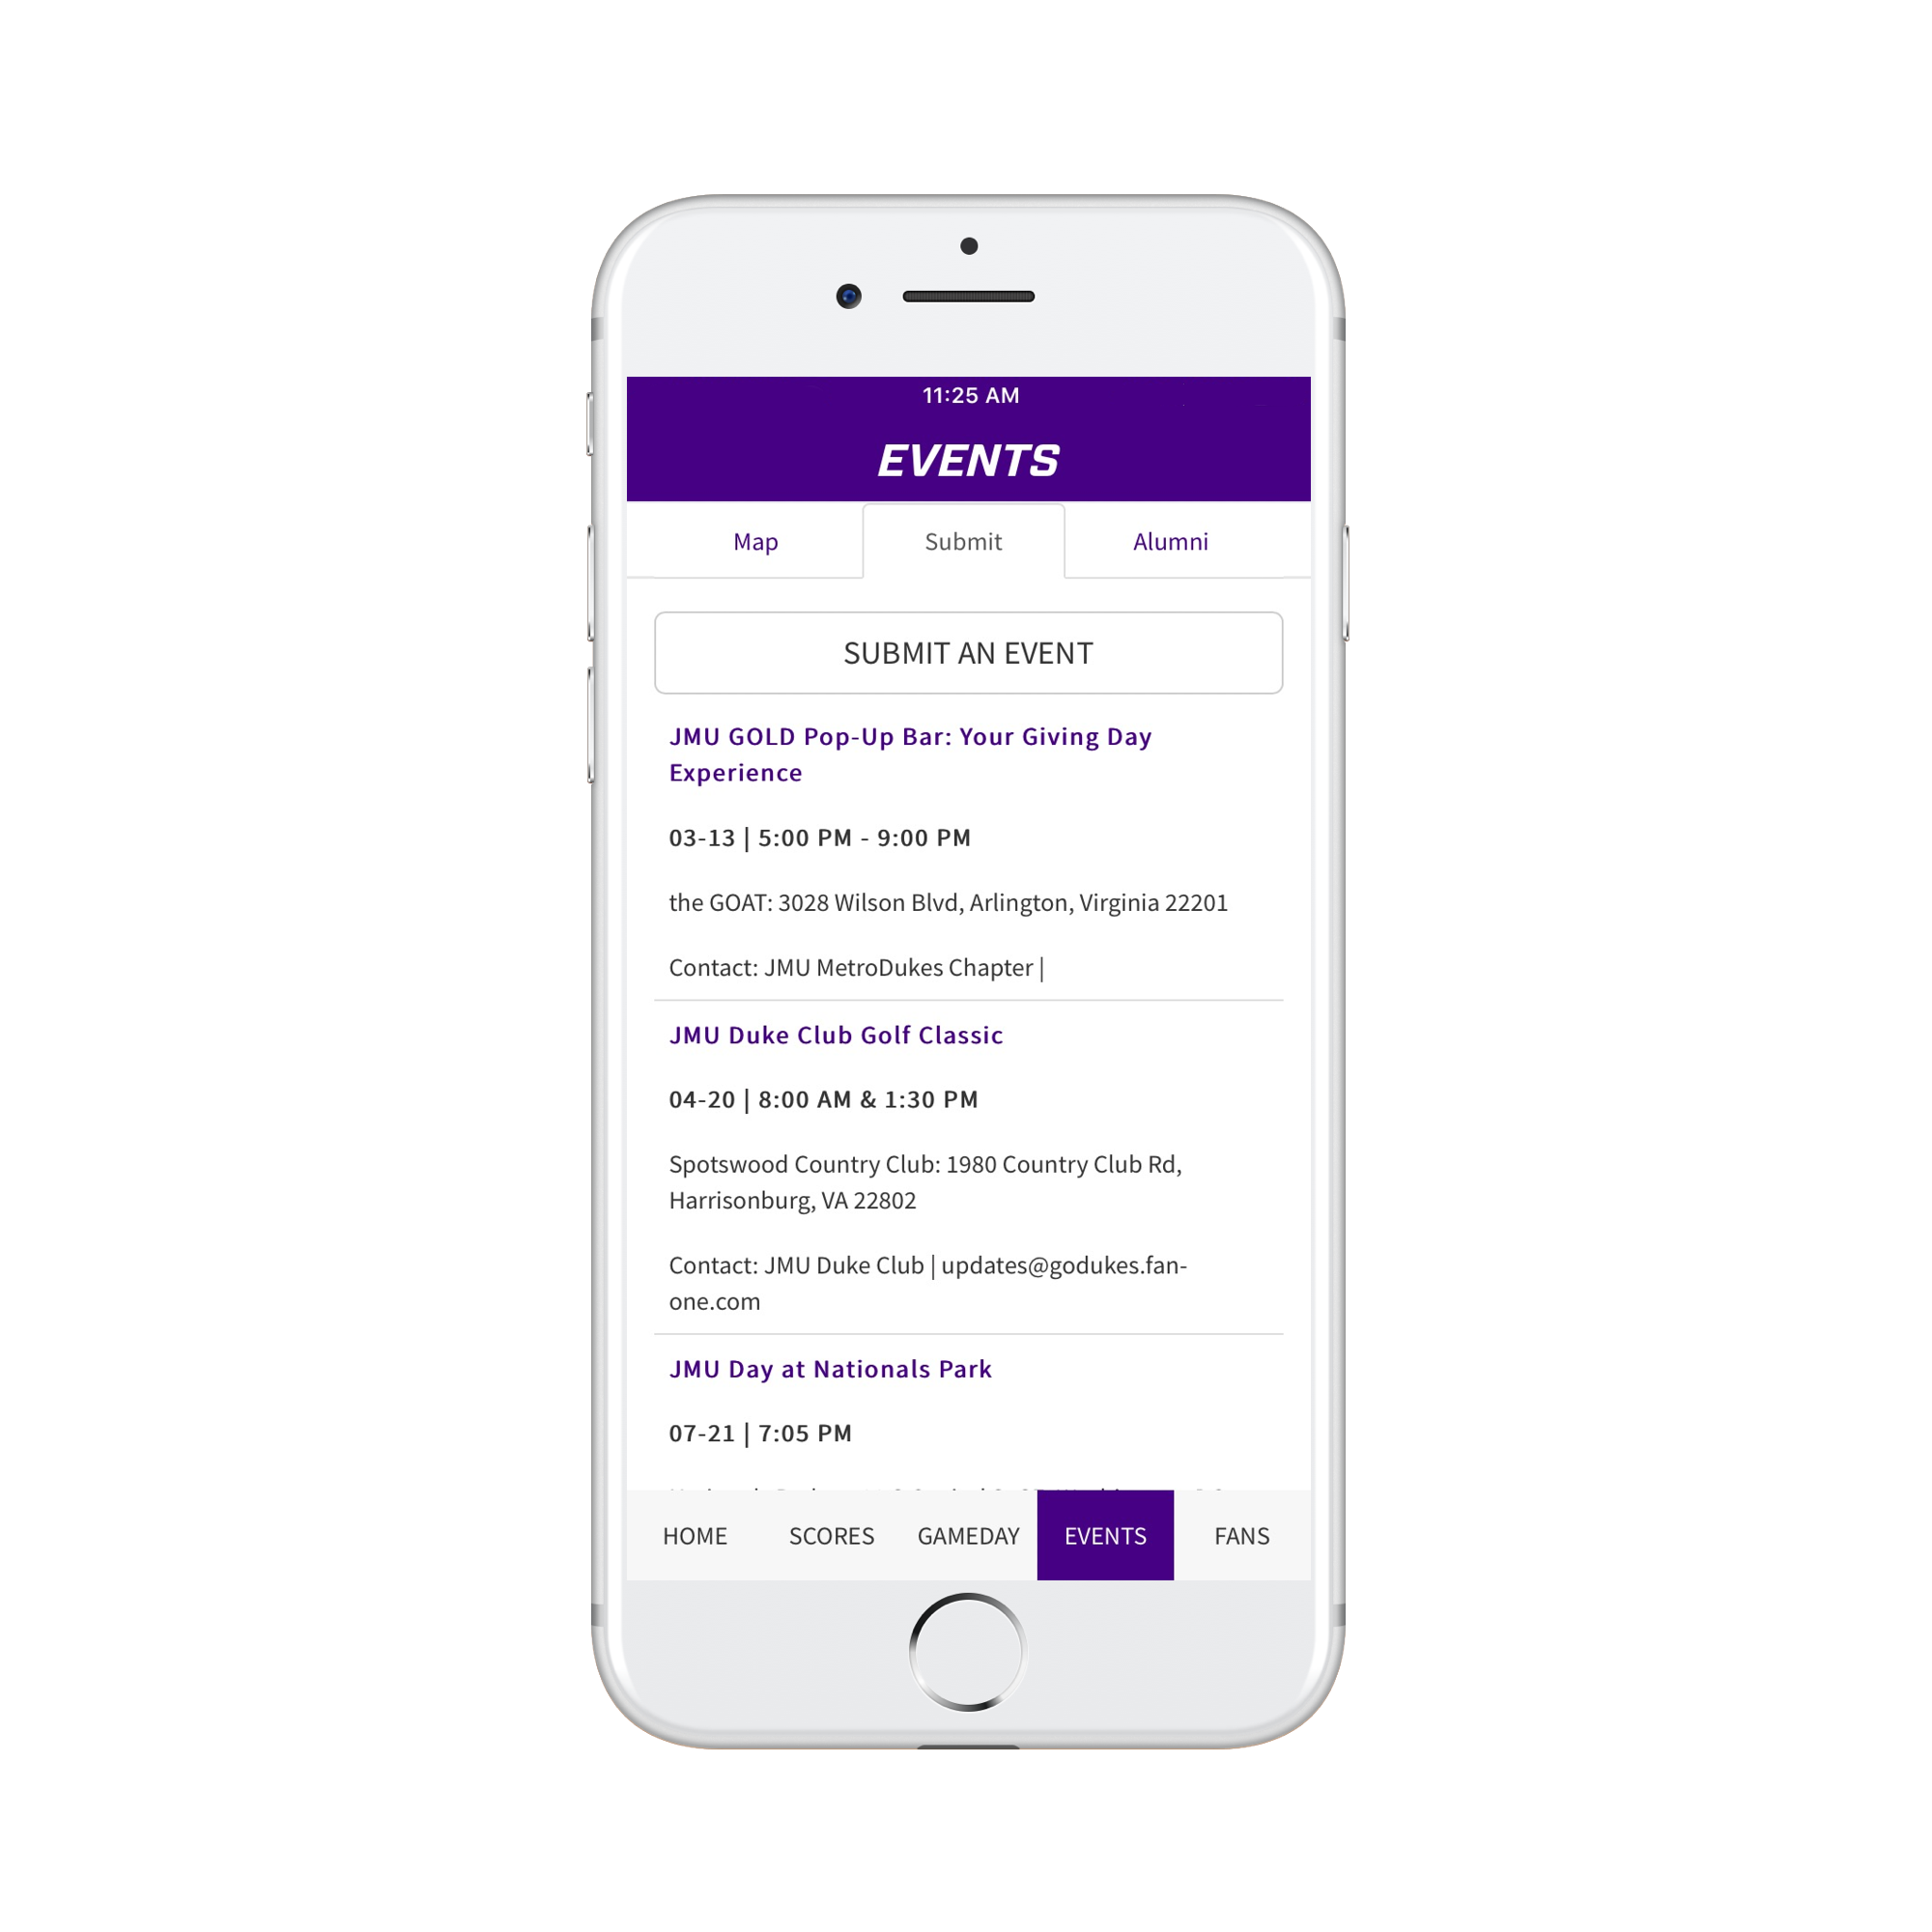 11:25 AM
EVENTS
Map Submit Alumni
SUBMIT AN EVENT
JMU GOLD Pop-Up Bar: Your Giving Day
Experience
03-13 | 5:00 PM - 9:00 PM
the GOAT: 3028 Wilson Blvd, Arlington, Virginia 22201
Contact: JMU MetroDukes Chapter |
JMU Duke Club Golf Classic
04-20 | 8:00 AM & 1:30 PM
Spotswood Country Club: 1980 Country Club Rd,
Harrisonburg, VA 22802
Contact: JMU Duke Club | updates@godukes.fan-
one.com
JMU Day at Nationals Park
07-21 | 7:05 PM
HOME SCORES GAMEDAY EVENTS FANS